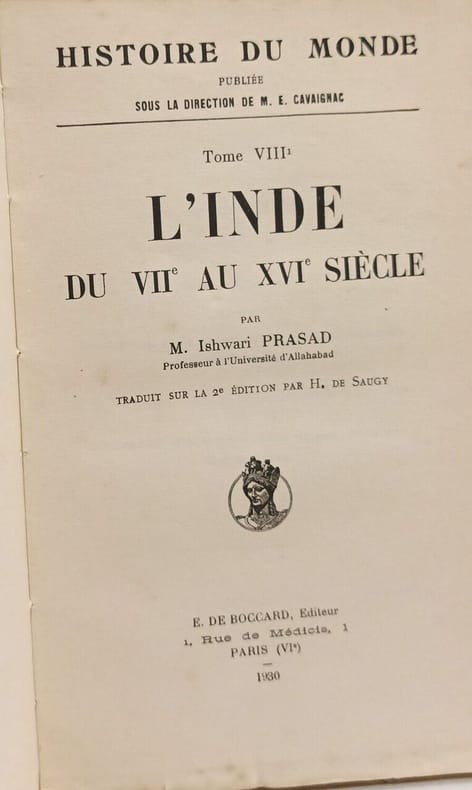 HISTOIRE DU MONDE
PUBLIÉE
SOUS LA DIRECTION DE M. E. CAVAIGNAC
Tome VIII¹
L'INDE
DU VIIᵉ AU XVIᵉ SIÈCLE
PAR
M. Ishwari PRASAD
Professeur à l'Université d'Allahabad
TRADUIT SUR LA 2ᵉ ÉDITION PAR H. DE SAUGY
E. DE BOCCARD, Editeur
1, Rue de Médicis, 1
PARIS (VIᵉ)
1930